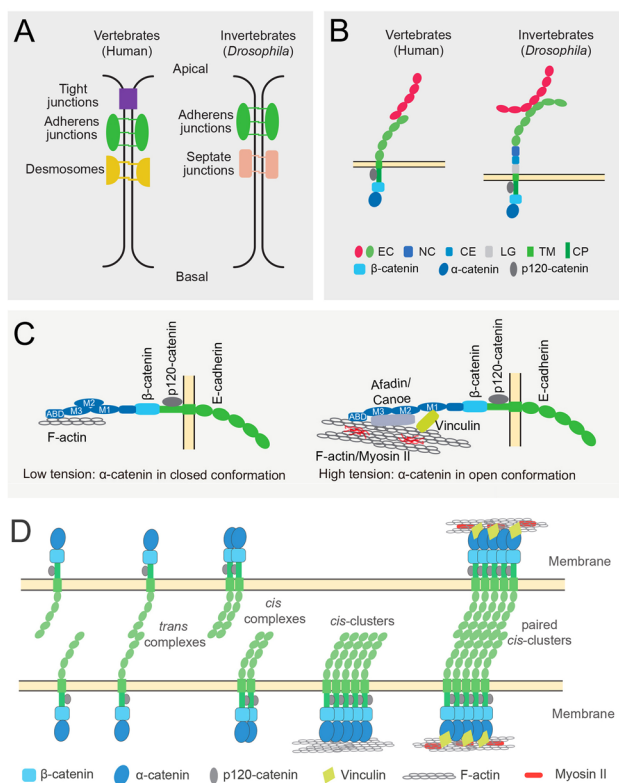 A
Vertebrates
(Human)
Invertebrates
(Drosophila)
Apical
Tight
junctions
Adherens
junctions
Desmosomes
Adherens
junctions
Septate
junctions
Basal
B
Vertebrates
(Human)
Invertebrates
(Drosophila)
EC NC CE LG TM CP
β-catenin α-catenin p120-catenin
C
β-catenin
p120-catenin
E-cadherin
M2
ABD M3 M1
F-actin
Low tension: α-catenin in closed conformation
β-catenin
p120-catenin
E-cadherin
Afadin/
Canoe
ABD M3 M2 M1
Vinculin
F-actin/Myosin II
High tension: α-catenin in open conformation
D
Membrane
trans
complexes
cis
complexes
cis-clusters
paired
cis-clusters
Membrane
β-catenin α-catenin p120-catenin Vinculin F-actin Myosin II